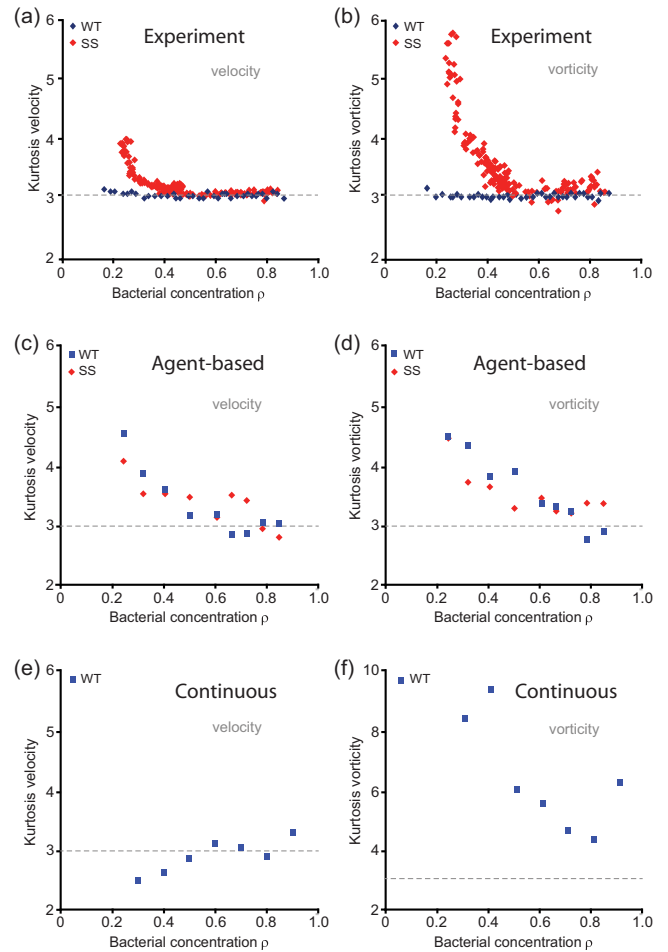 (a)
WT
SS
Experiment
velocity
Kurtosis velocity
6
5
4
3
2
0
0.2
0.4
0.6
0.8
1.0
Bacterial concentration ρ
(b)
WT
SS
Experiment
vorticity
Kurtosis vorticity
6
5
4
3
2
0
0.2
0.4
0.6
0.8
1.0
Bacterial concentration ρ
(c)
WT
SS
Agent-based
velocity
Kurtosis velocity
6
5
4
3
2
0
0.2
0.4
0.6
0.8
1.0
Bacterial concentration ρ
(d)
WT
SS
Agent-based
vorticity
Kurtosis vorticity
6
5
4
3
2
0
0.2
0.4
0.6
0.8
1.0
Bacterial concentration ρ
(e)
WT
Continuous
velocity
Kurtosis velocity
6
5
4
3
2
0
0.2
0.4
0.6
0.8
1.0
Bacterial concentration ρ
(f)
WT
Continuous
vorticity
Kurtosis vorticity
10
8
6
4
2
0
0.2
0.4
0.6
0.8
1.0
Bacterial concentration ρ